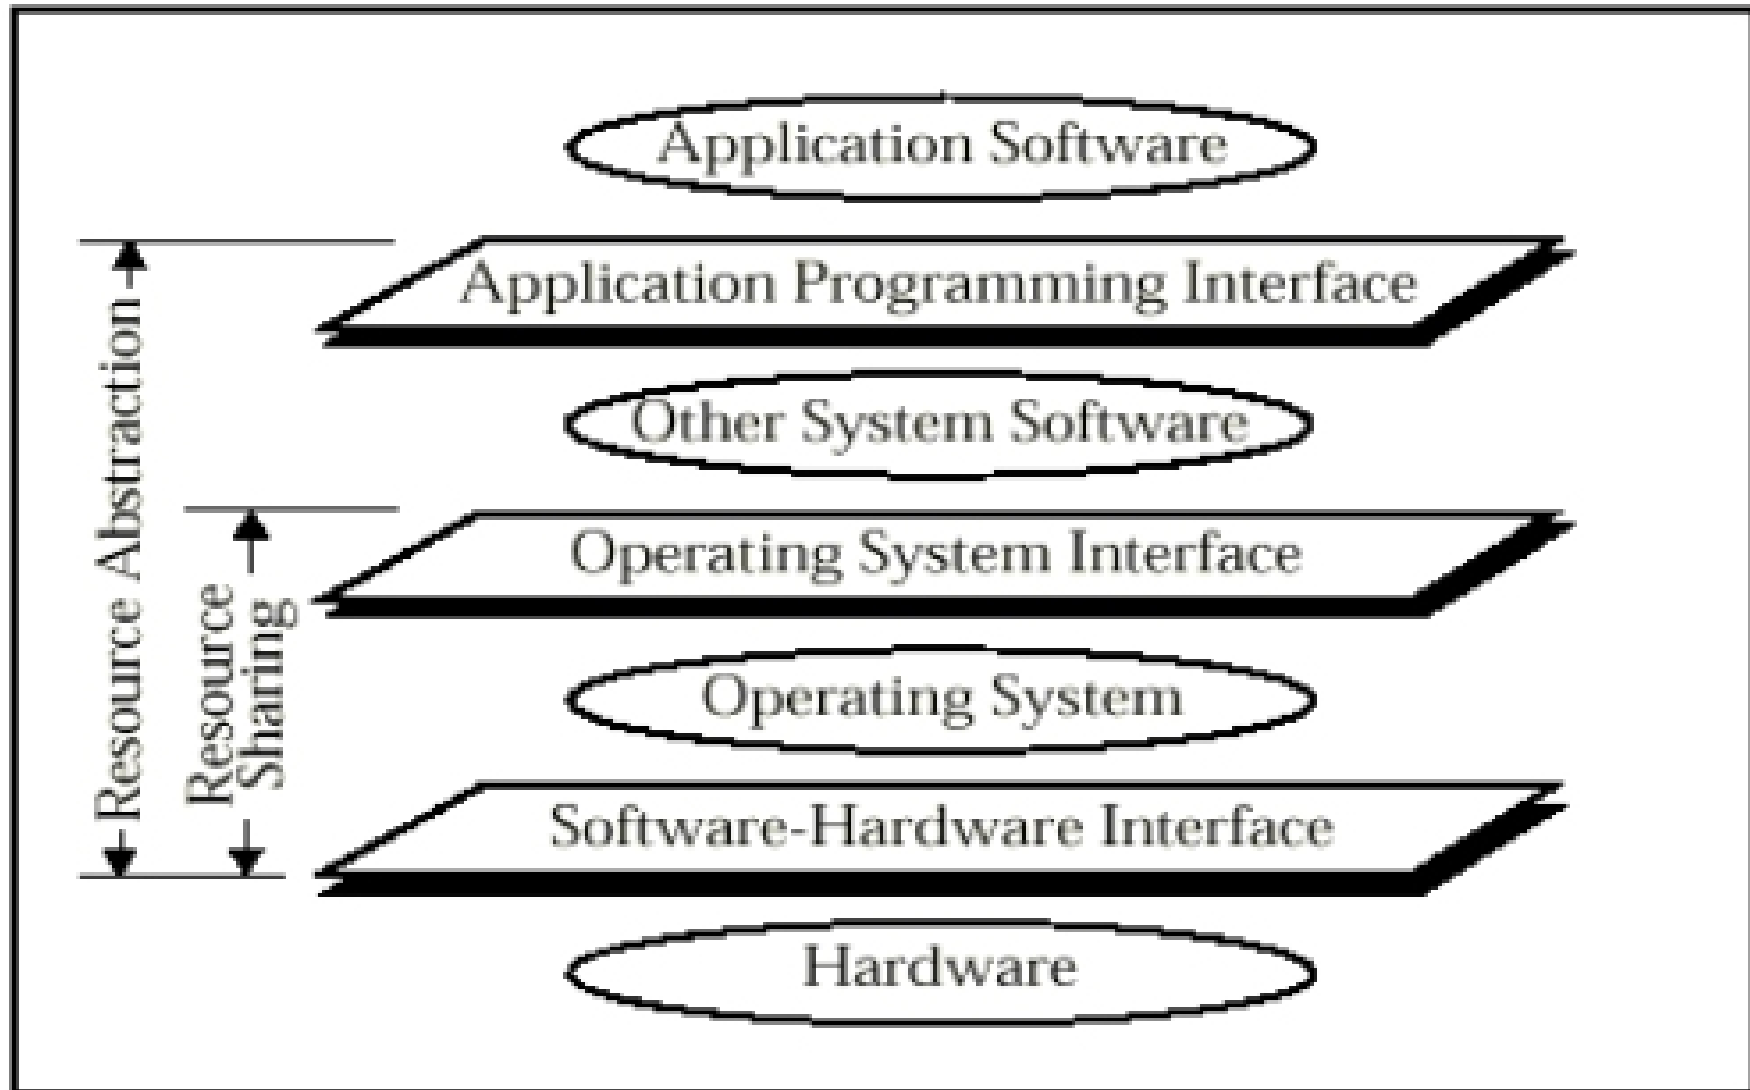 Application Software
Application Programming Interface
Other System Software
Operating System Interface
Operating System
Software-Hardware Interface
Hardware
Resource Abstraction
Resource
Sharing